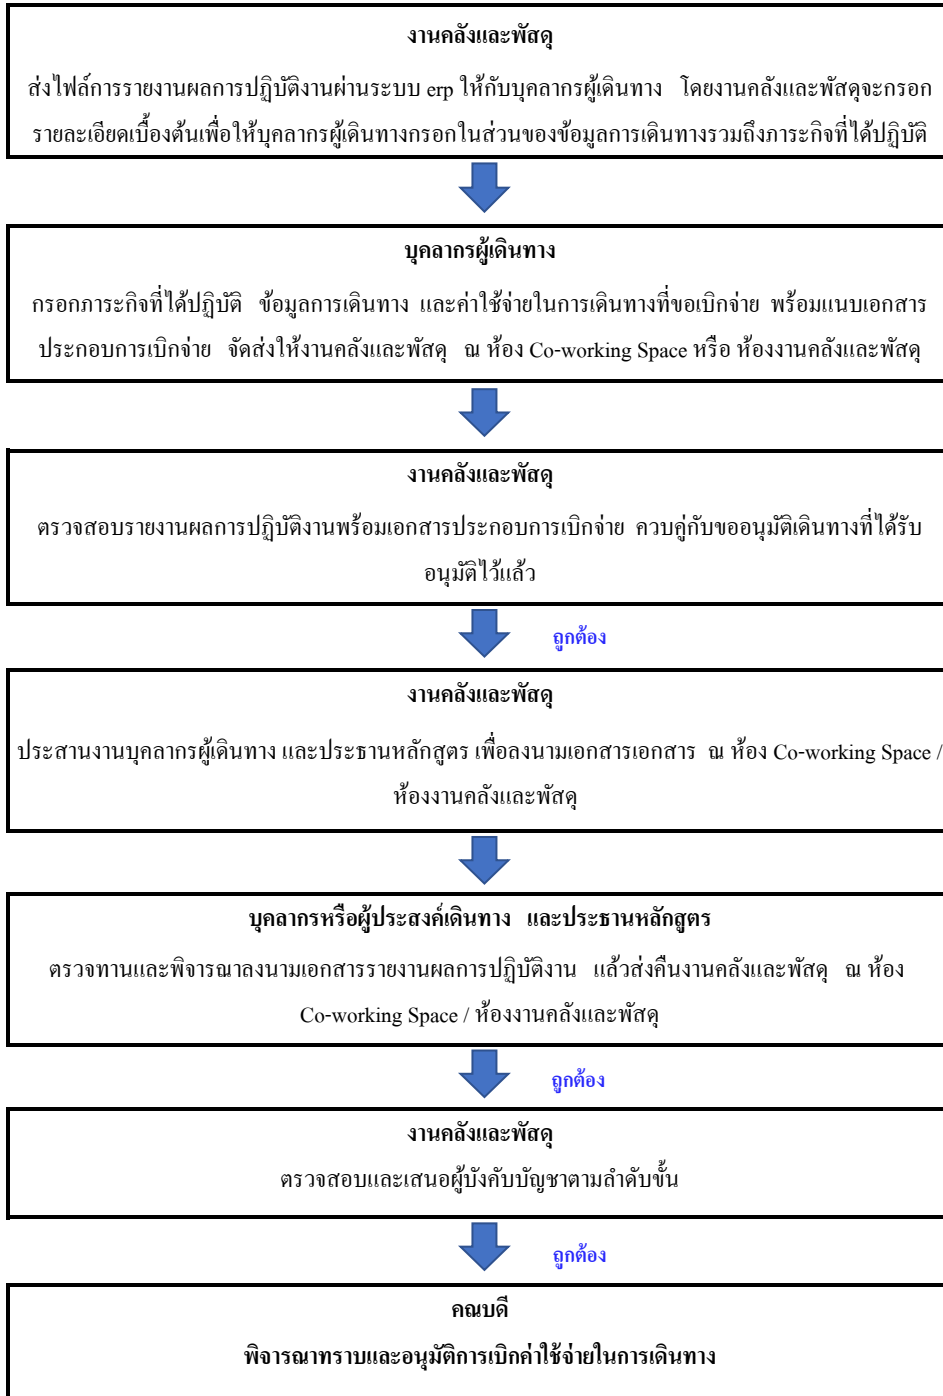 งานคลังและพัสดุ
ส่งไฟล์การรายงานผลการปฏิบัติงานผ่านระบบ erp ให้กับบุคลากรผู้เดินทาง โดยงานคลังและพัสดุจะกรอก
รายละเอียดเบื้องต้นเพื่อให้บุคลากรผู้เดินทางกรอกในส่วนของข้อมูลการเดินทางรวมถึงภาระกิจที่ได้ปฏิบัติ
บุคลากรผู้เดินทาง
กรอกภาระกิจที่ได้ปฏิบัติ ข้อมูลการเดินทาง และค่าใช้จ่ายในการเดินทางที่ขอเบิกจ่าย พร้อมแนบเอกสาร
ประกอบการเบิกจ่าย จัดส่งให้งานคลังและพัสดุ ณ ห้อง Co-working Space หรือ ห้องงานคลังและพัสดุ
งานคลังและพัสดุ
ตรวจสอบรายงานผลการปฏิบัติงานพร้อมเอกสารประกอบการเบิกจ่าย ควบคู่กับขออนุมัติเดินทางที่ได้รับ
อนุมัติไว้แล้ว
ถูกต้อง
งานคลังและพัสดุ
ประสานงานบุคลากรผู้เดินทาง และประธานหลักสูตร เพื่อลงนามเอกสารเอกสาร ณ ห้อง Co-working Space /
ห้องงานคลังและพัสดุ
บุคลากรหรือผู้ประสงค์เดินทาง และประธานหลักสูตร
ตรวจทานและพิจารณาลงนามเอกสารรายงานผลการปฏิบัติงาน แล้วส่งคืนงานคลังและพัสดุ ณ ห้อง
Co-working Space / ห้องงานคลังและพัสดุ
ถูกต้อง
งานคลังและพัสดุ
ตรวจสอบและเสนอผู้บังคับบัญชาตามลำดับขั้น
ถูกต้อง
คณบดี
พิจารณาทราบและอนุมัติการเบิกค่าใช้จ่ายในการเดินทาง